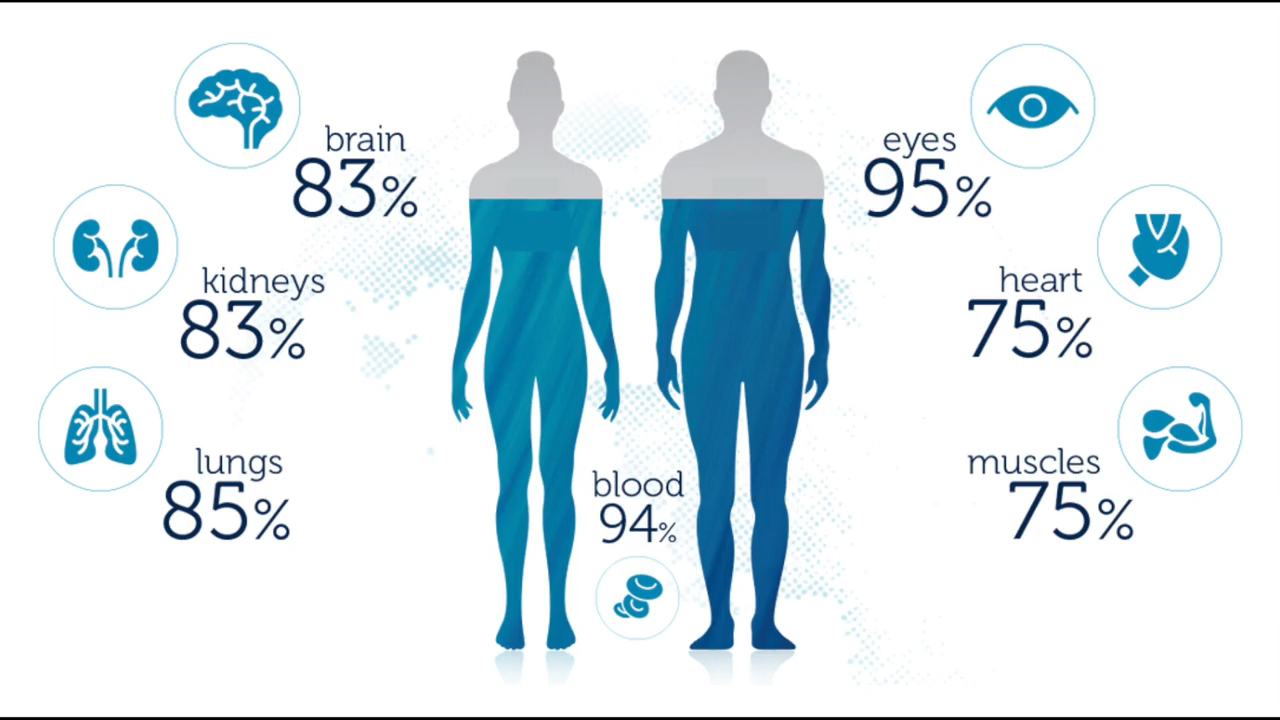 brain
83%
kidneys
83%
lungs
85%
blood
94%
eyes
95%
heart
75%
muscles
75%